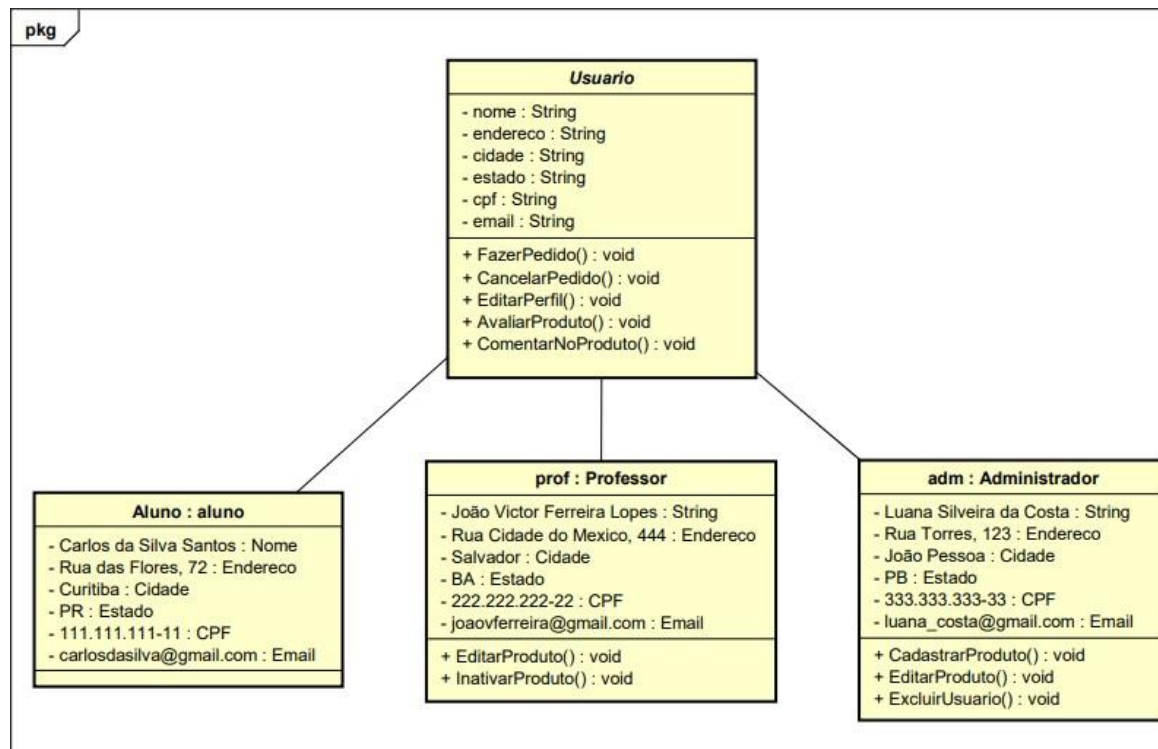 pkg
Usuario
- nome : String
- endereco : String
- cidade : String
- estado : String
- cpf : String
- email : String
+ FazerPedido() : void
+ CancelarPedido() : void
+ EditarPerfil() : void
+ AvaliarProduto() : void
+ ComentarNoProduto() : void
Aluno : aluno
- Carlos da Silva Santos : Nome
- Rua das Flores, 72 : Endereco
- Curitiba : Cidade
- PR : Estado
- 111.111.111-11 : CPF
- carlosdasilva@gmail.com : Email
prof : Professor
- João Victor Ferreira Lopes : String
- Rua Cidade do Mexico, 444 : Endereco
- Salvador : Cidade
- BA : Estado
- 222.222.222-22 : CPF
- joaovferreira@gmail.com : Email
+ EditarProduto() : void
+ InativarProduto() : void
adm : Administrador
- Luana Silveira da Costa : String
- Rua Torres, 123 : Endereco
- João Pessoa : Cidade
- PB : Estado
- 333.333.333-33 : CPF
- luana_costa@gmail.com : Email
+ CadastrarProduto() : void
+ EditarProduto() : void
+ ExcluirUsuario() : void